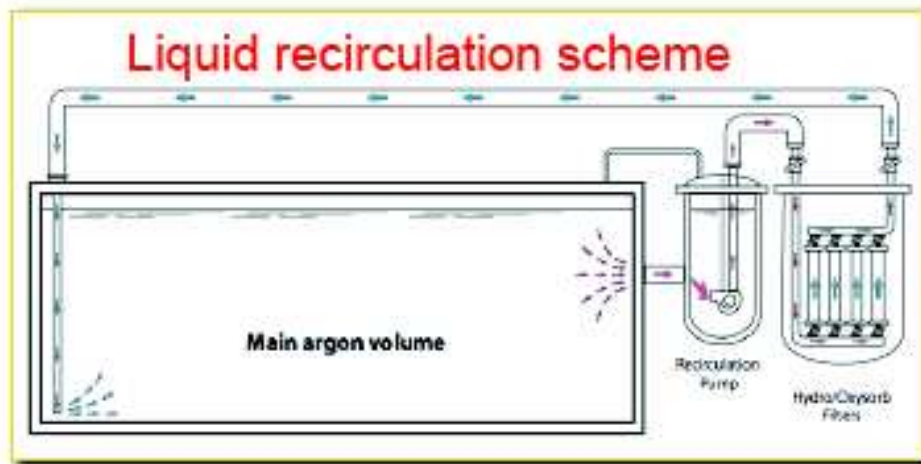 Liquid recirculation scheme
Main argon volume
Recirculation
Pump
Hydro/Oxysorb
Filters